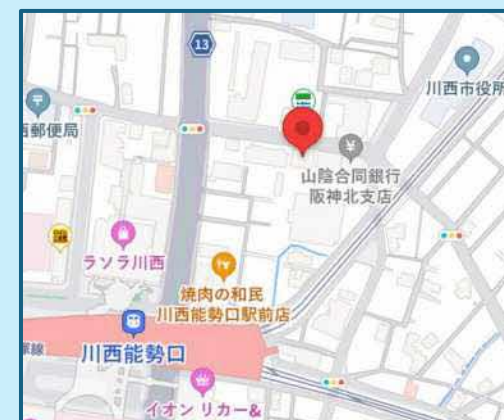 13
川西市役所
西郵便局
山陰合同銀行
阪神北支店
ラソラ川西
焼肉の和民
川西能勢口駅前店
川西能勢口
塚線
イオン リカー&